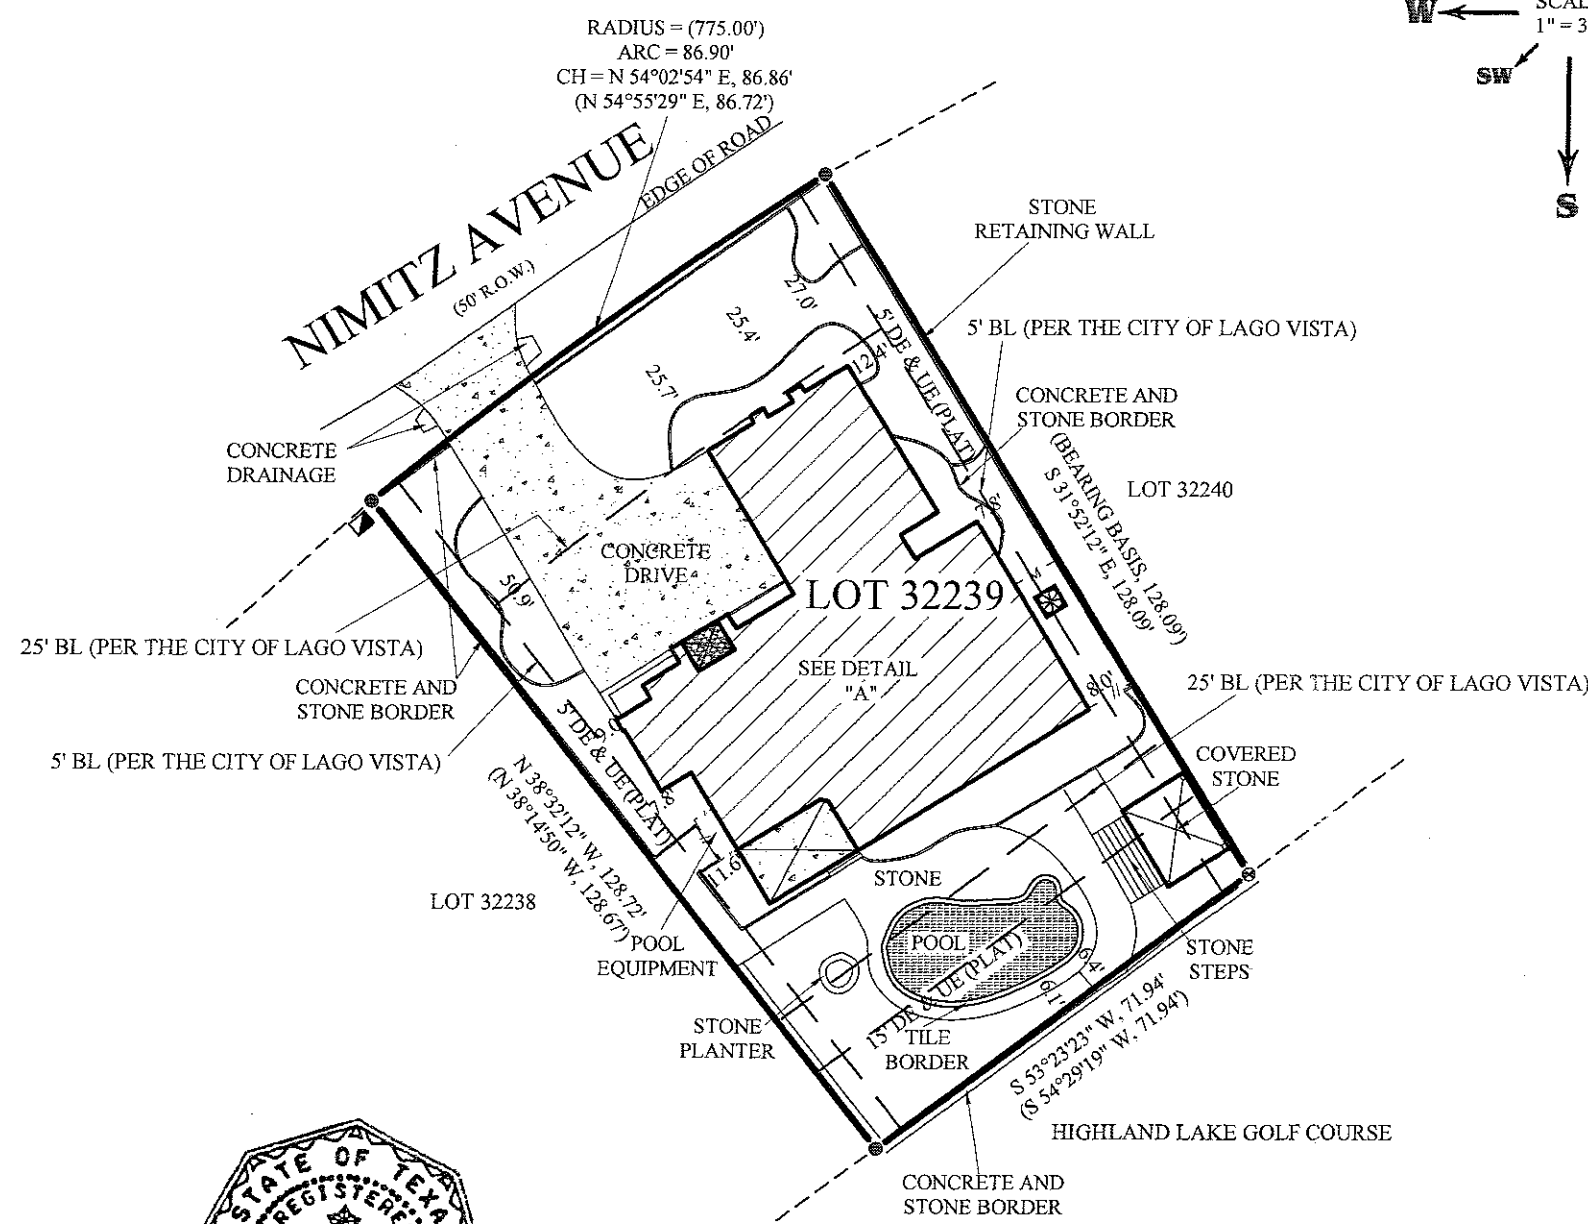 RADIUS = (775.00')
ARC = 86.90'
CH = N 54°02'54" E, 86.86'
(N 54°55'29" E, 86.72')
W
1" = 3
SW
S
NIMITZ AVENUE
(50' R.O.W.)
EDGE OF ROAD
STONE
RETAINING WALL
27.0'
25.4'
25.7'
12.4'
5' DE & UE (PLAT)
5' BL (PER THE CITY OF LAGO VISTA)
CONCRETE AND
STONE BORDER
(BEARING BASIS, 128.09')
S 31°52'12" E, 128.09'
LOT 32240
CONCRETE
DRAINAGE
CONCRETE
DRIVE
50.9'
LOT 32239
SEE DETAIL
"A"
25' BL (PER THE CITY OF LAGO VISTA)
CONCRETE AND
STONE BORDER
5' BL (PER THE CITY OF LAGO VISTA)
8.0'
25' BL (PER THE CITY OF LAGO VISTA)
COVERED
STONE
5' DE & UE (PLAT)
N 38°32'12" W, 128.72'
(N 38°14'50" W, 128.67')
LOT 32238
11.6'
POOL
EQUIPMENT
STONE
POOL
15' DE & UE (PLAT)
6.4'
6.1'
STONE
STEPS
STONE
PLANTER
TILE
BORDER
S 53°23'23" W, 71.94'
(S 54°29'19" W, 71.94')
HIGHLAND LAKE GOLF COURSE
CONCRETE AND
STONE BORDER
STATE OF TEXA
REGISTERE